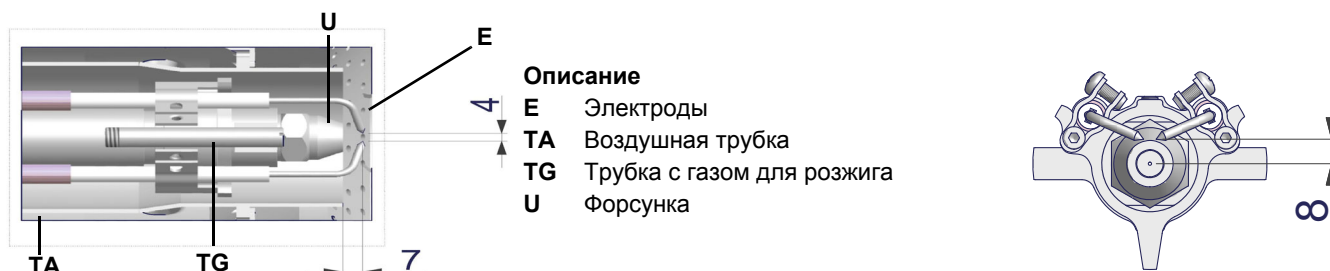 U
E
4
Описание
E Электроды
TA Воздушная трубка
TG Трубка с газом для розжига
U Форсунка
TA
TG
7
8